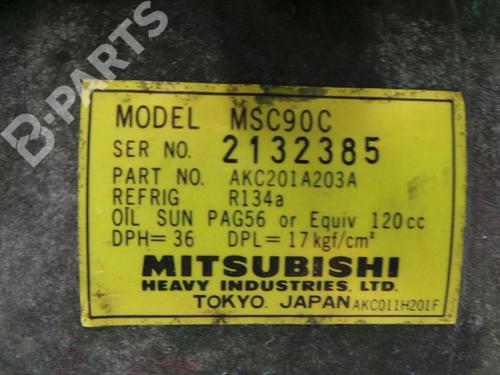 MODEL MSC90C
SER NO. 2132385
PART NO. AKC201A203A
REFRIG R134a
OIL SUN PAG56 or Equiv 120cc
DPH=36 DPL=17kgf/cm²
MITSUBISHI
HEAVY INDUSTRIES, LTD.
TOKYO. JAPAN AKC011H201F
BPARTS